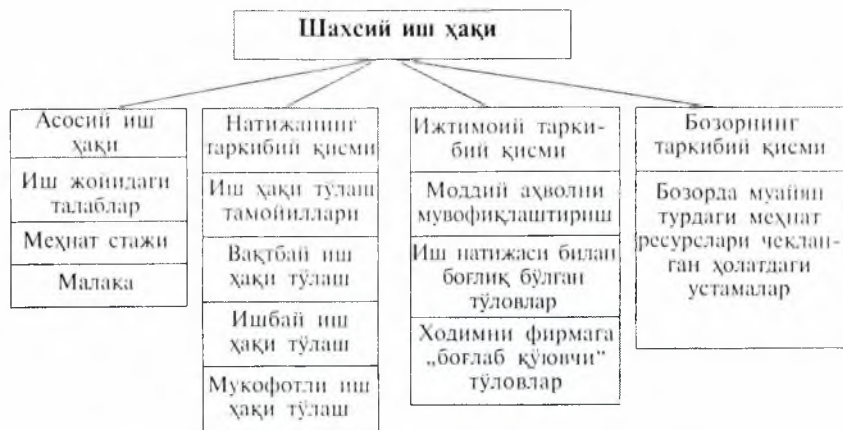 Шахсий иш ҳақи
Асосий иш
ҳақи
Иш жойидаги
талаблар
Меҳнат стажи
Малака
Натижанинг
таркибий қисми
Иш ҳақи тўлаш
тамойиллари
Вақтбай иш
ҳақи тўлаш
Ишбай иш
ҳақи тўлаш
Мукофотли иш
ҳақи тўлаш
Ижтимоий тарки-
бий қисми
Моддий аҳволни
мувофиқлаштириш
Иш натижаси билан
боғлиқ бўлган
тўловлар
Ходимни фирмага
„боғлаб қўювчи“
тўловлар
Бозорнинг
таркибий қисми
Бозорда муайян
турдаги меҳнат
ресурслари чеклан-
ган ҳолатдаги
устамалар